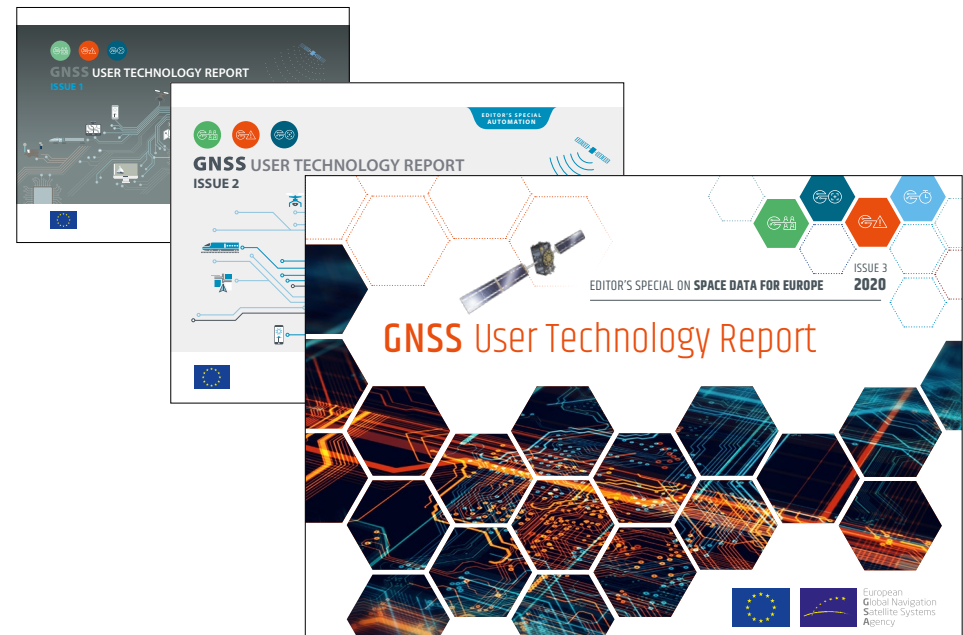 GNSS USER TECHNOLOGY REPORT
ISSUE 1
EDITOR'S SPECIAL
AUTOMATION
GNSS USER TECHNOLOGY REPORT
ISSUE 2
EDITOR'S SPECIAL ON SPACE DATA FOR EUROPE
ISSUE 3
2020
GNSS User Technology Report
European
Global Navigation
Satellite Systems
Agency